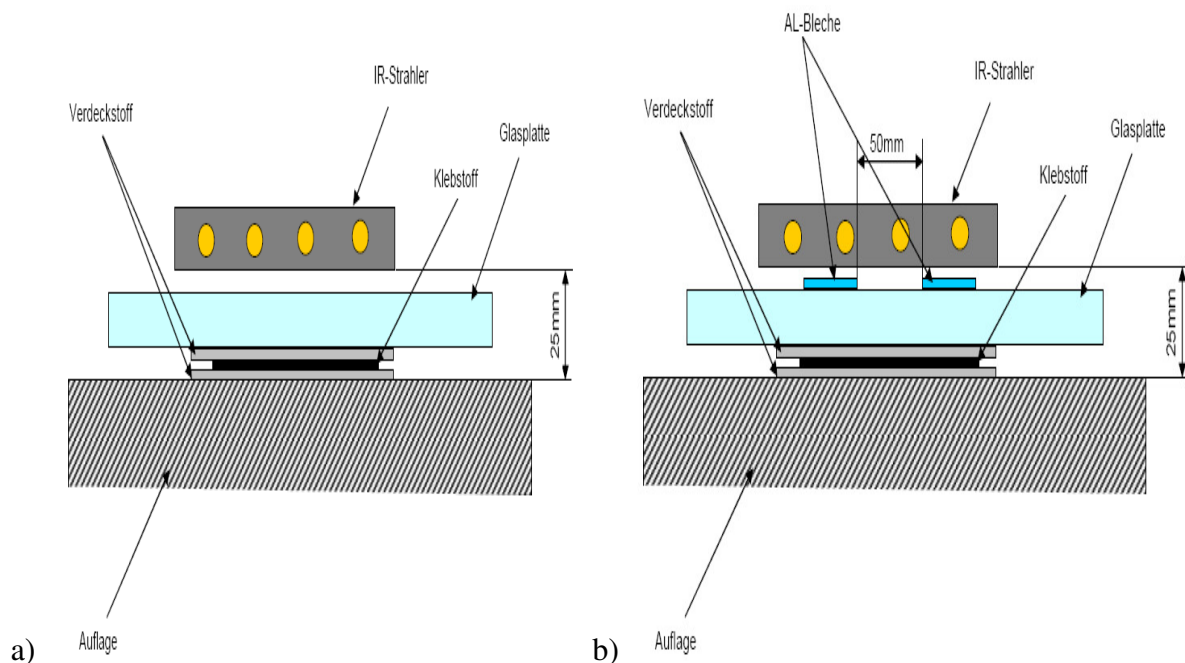 IR-Strahler
Verdeckstoff
Glasplatte
Klebstoff
25mm
Auflage
a)
AL-Bleche
IR-Strahler
Verdeckstoff
50mm
Glasplatte
Klebstoff
25mm
Auflage
b)